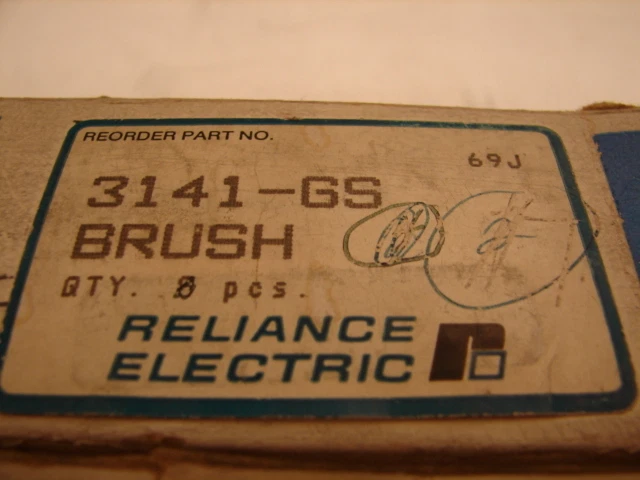 REORDER PART NO.
69J
3141-GS
BRUSH
QTY. 8 pcs.
RELIANCE
ELECTRIC